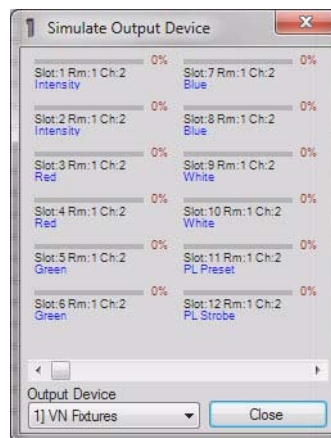 Simulate Output Device
0%
Slot:1 Rm:1 Ch:2
Intensity
0%
Slot:2 Rm:1 Ch:2
Intensity
0%
Slot:3 Rm:1 Ch:2
Red
0%
Slot:4 Rm:1 Ch:2
Red
0%
Slot:5 Rm:1 Ch:2
Green
0%
Slot:6 Rm:1 Ch:2
Green
0%
Slot:7 Rm:1 Ch:2
Blue
0%
Slot:8 Rm:1 Ch:2
Blue
0%
Slot:9 Rm:1 Ch:2
White
0%
Slot:10 Rm:1 Ch:2
White
0%
Slot:11 Rm:1 Ch:2
PL Preset
0%
Slot:12 Rm:1 Ch:2
PL Strobe
Output Device
1] VN Fixtures
Close